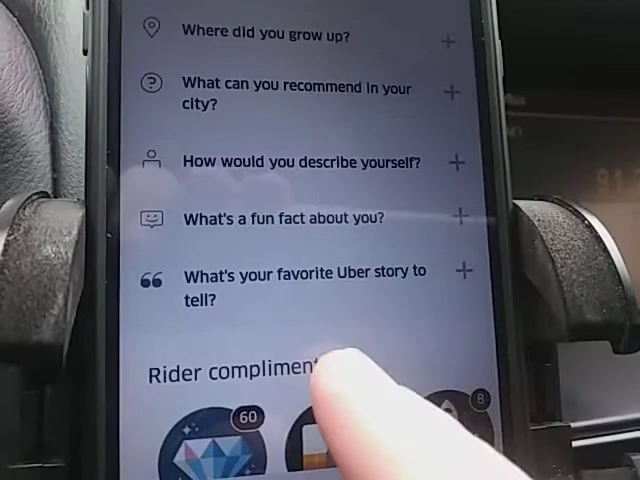 Where did you grow up?
What can you recommend in your
city?
How would you describe yourself?
What's a fun fact about you?
What's your favorite Uber story to
tell?
Rider compliment
60
8